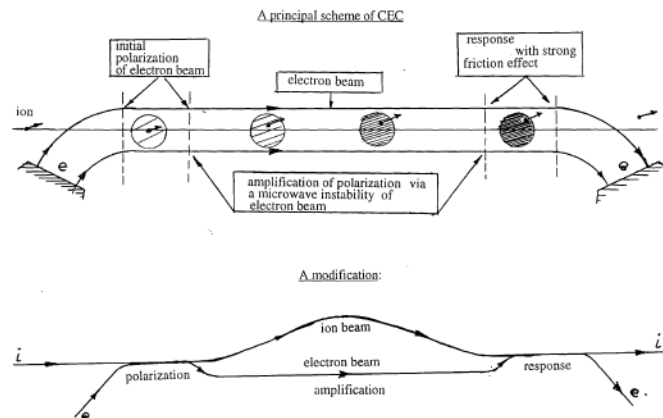 A principal scheme of CEC
initial
polarization
of electron beam
response
with strong
friction effect
electron beam
ion
e
e
amplification of polarization via
a microwave instability of
electron beam
A modification:
ion beam
i
i
electron beam
polarization
response
amplification
e
e.